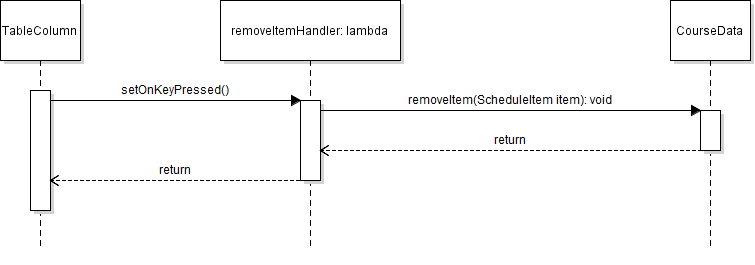 TableColumn
removeItemHandler: lambda
CourseData
setOnKeyPressed()
removeItem(ScheduleItem item): void
return
return